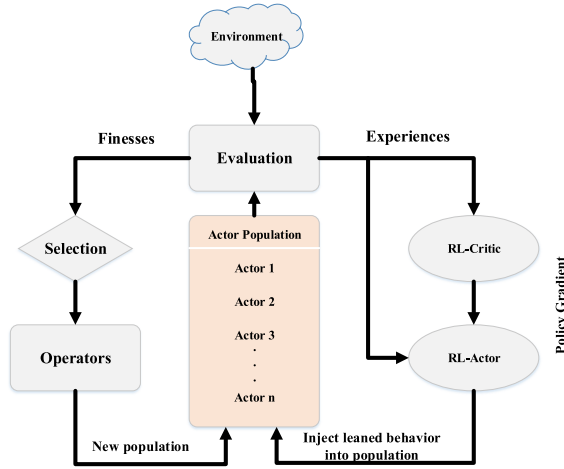 Environment
Finesses
Experiences
Evaluation
Actor Population
Selection
RL-Critic
Actor 1
Actor 2
Actor 3
.
.
.
Actor n
Operators
RL-Actor
Policy Gradient
New population
Inject leaned behavior
into population